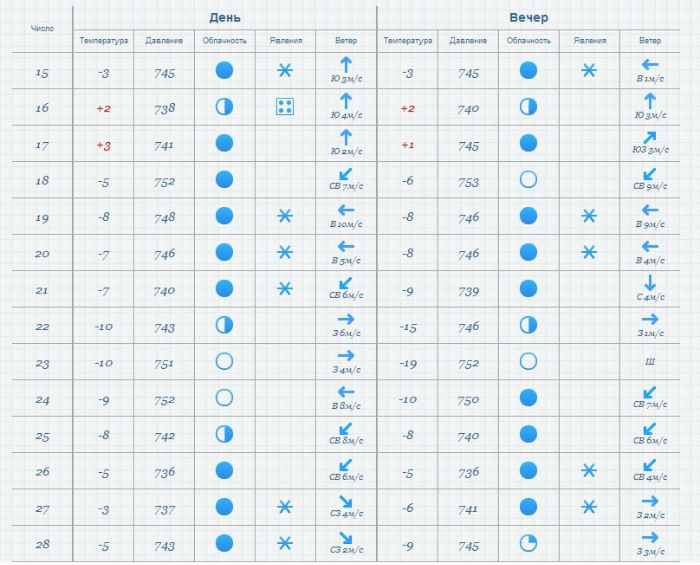 День Вечер
Число
Температура Давление Облачность Явления Ветер Температура Давление Облачность Явления Ветер
15 -3 745 Ю 3м/с -3 745 В 1м/с
16 +2 738 Ю 4м/с +2 740 Ю 3м/с
17 +3 741 Ю 2м/с +1 745 ЮЗ 3м/с
18 -5 752 СВ 7м/с -6 753 СВ 9м/с
19 -8 748 В 10м/с -8 746 В 9м/с
20 -7 746 В 5м/с -8 746 В 4м/с
21 -7 740 СВ 6м/с -9 739 С 4м/с
22 -10 743 З 6м/с -15 746 З 1м/с
23 -10 751 З 4м/с -19 752 Ш
24 -9 752 В 8м/с -10 750 СВ 7м/с
25 -8 742 СВ 8м/с -8 740 СВ 6м/с
26 -5 736 СВ 6м/с -5 736 СВ 4м/с
27 -3 737 СЗ 4м/с -6 741 З 2м/с
28 -5 743 СЗ 2м/с -9 745 З 3м/с